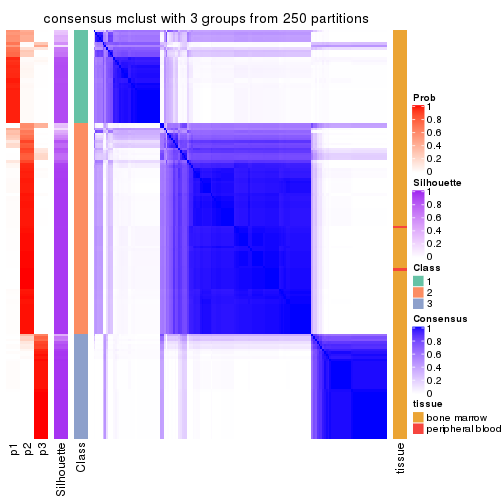 consensus mclust with 3 groups from 250 partitions
Prob
1
0.8
0.6
0.4
0.2
0
Silhouette
1
0.8
0.6
0.4
0.2
0
Class
1
2
3
Consensus
1
0.8
0.6
0.4
0.2
0
tissue
bone marrow
peripheral blood
p1
p2
p3
Silhouette
Class
tissue